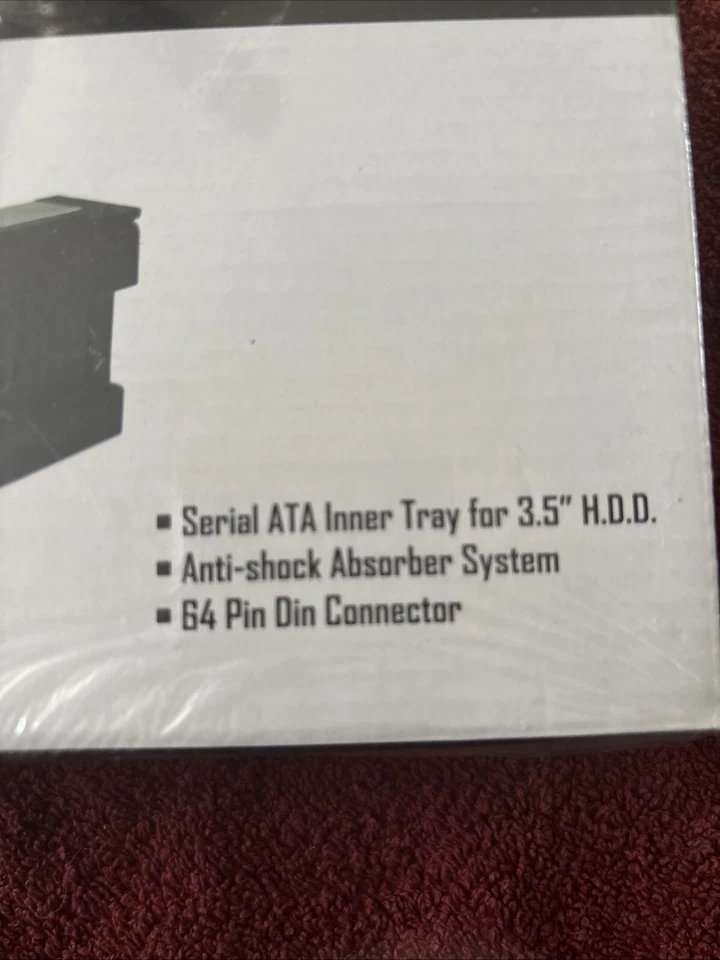 ▪ Serial ATA Inner Tray for 3.5" H.D.D.
▪ Anti-shock Absorber System
▪ 64 Pin Din Connector